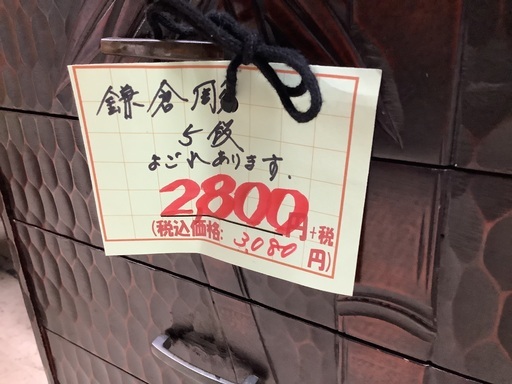 鎌倉彫
5段
よごれあります.
2800円+税
(税込価格: 3,080円)